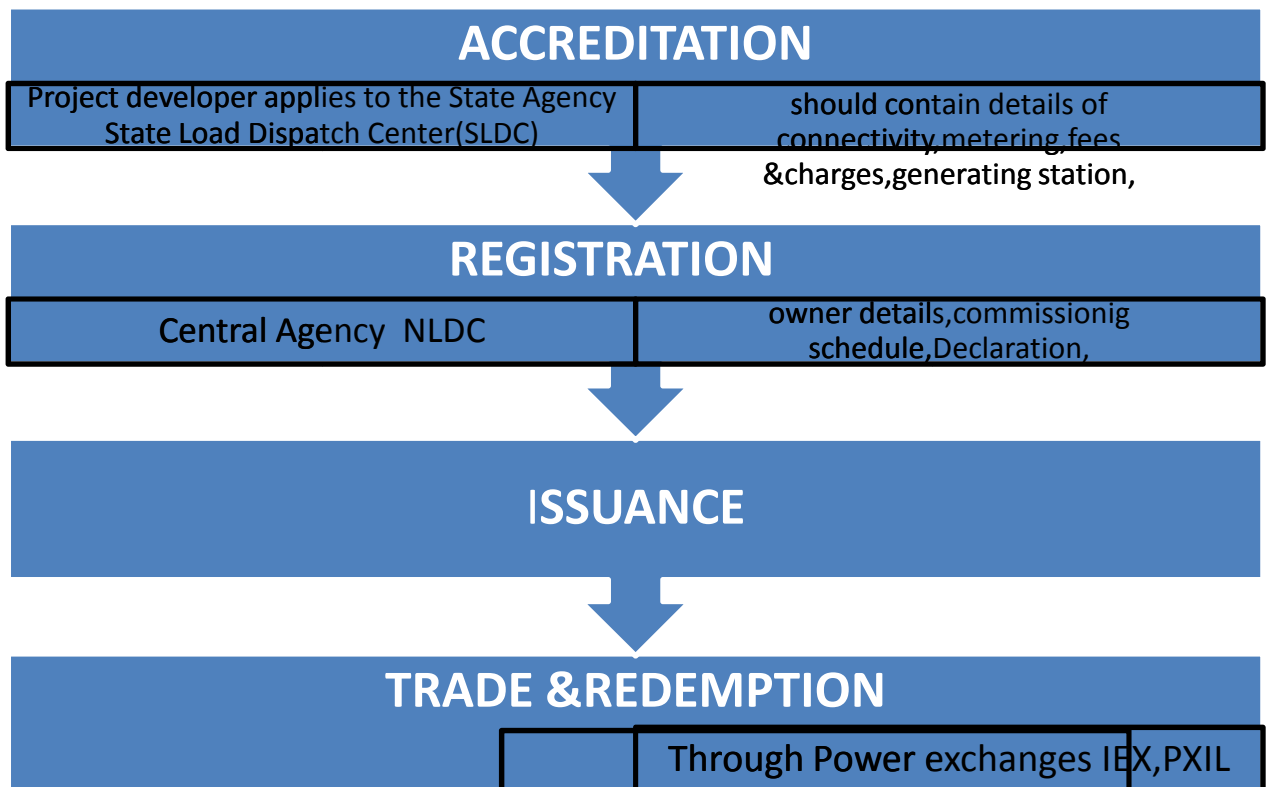 ACCREDITATION
Project developer applies to the State Agency
State Load Dispatch Center(SLDC)
should contain details of
connectivity,metering,fees
&charges,generating station,
REGISTRATION
Central Agency NLDC
owner details,commissionig
schedule,Declaration,
ISSUANCE
TRADE &REDEMPTION
Through Power exchanges IEX,PXIL